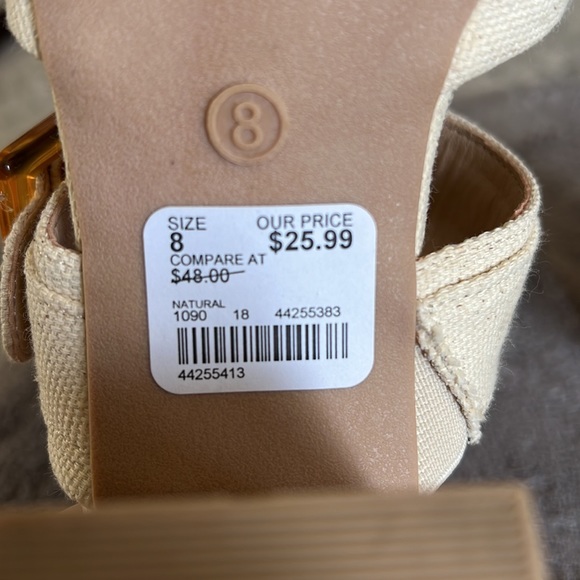 8
SIZE OUR PRICE
8 $25.99
COMPARE AT
$48.00
NATURAL
1090 18 44255383
44255413